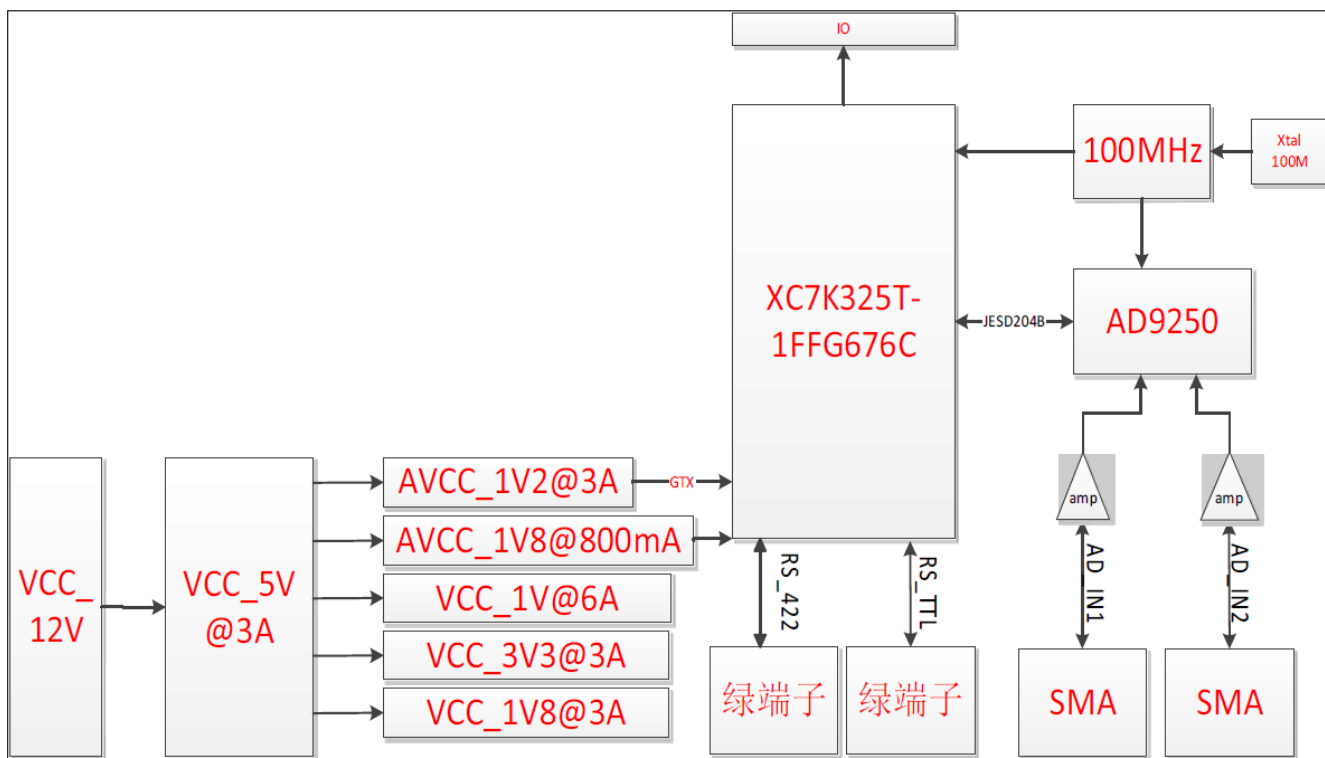 IO
100MHz
Xtal
100M
XC7K325T-
1FFG676C
JESD204B
AD9250
AVCC_1V2@3A
GTX
amp
amp
AVCC_1V8@800mA
VCC_
12V
VCC_5V
@3A
VCC_1V@6A
VCC_3V3@3A
VCC_1V8@3A
RS_422
RS_TTL
AD_IN1
AD_IN2
绿端子
绿端子
SMA
SMA